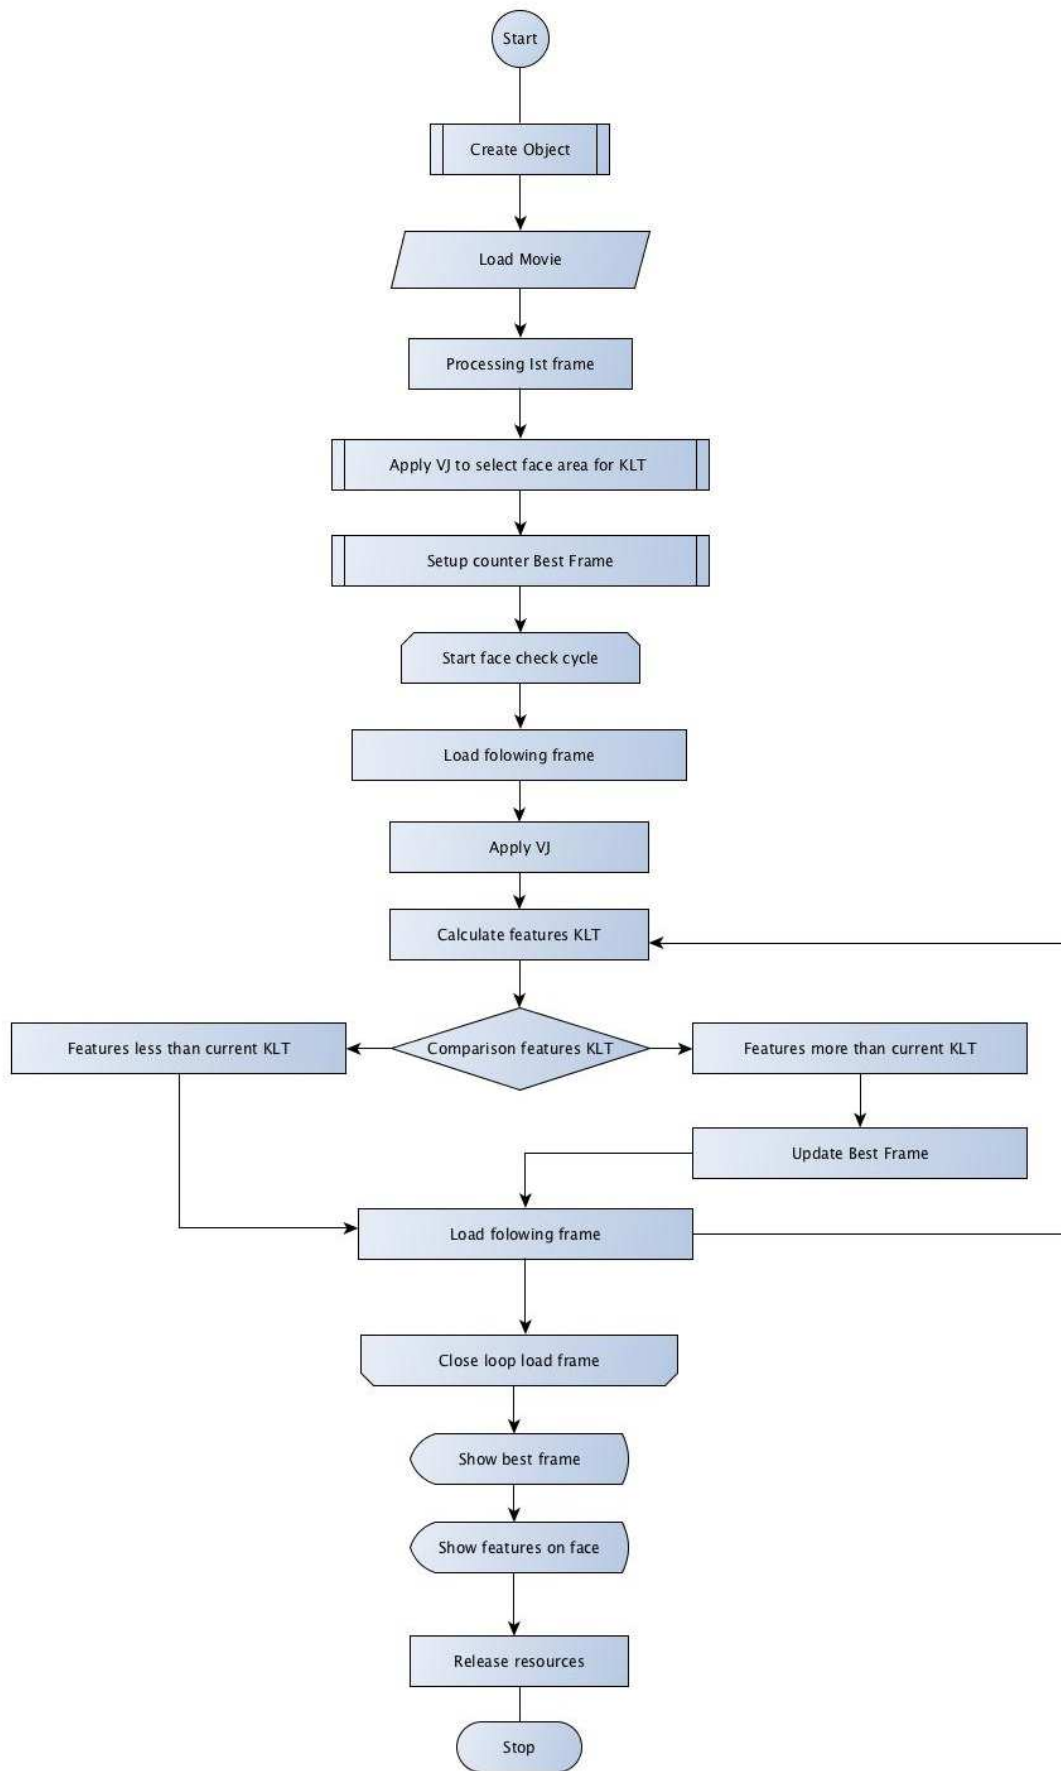 Start
Create Object
Load Movie
Processing Ist frame
Apply VJ to select face area for KLT
Setup counter Best Frame
Start face check cycle
Load folowing frame
Apply VJ
Calculate features KLT
Features less than current KLT
Comparison features KLT
Features more than current KLT
Update Best Frame
Load folowing frame
Close loop load frame
Show best frame
Show features on face
Release resources
Stop